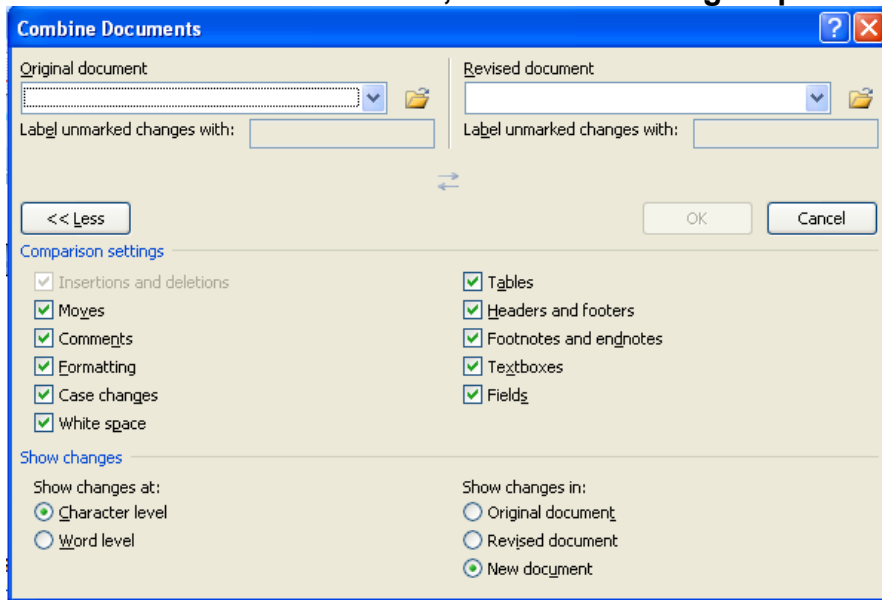 Combine Documents
Original document
Revised document
Label unmarked changes with:
Label unmarked changes with:
<< Less
OK
Cancel
Comparison settings
Insertions and deletions
Moves
Comments
Formatting
Case changes
White space
Tables
Headers and footers
Footnotes and endnotes
Textboxes
Fields
Show changes
Show changes at:
Character level
Word level
Show changes in:
Original document
Revised document
New document